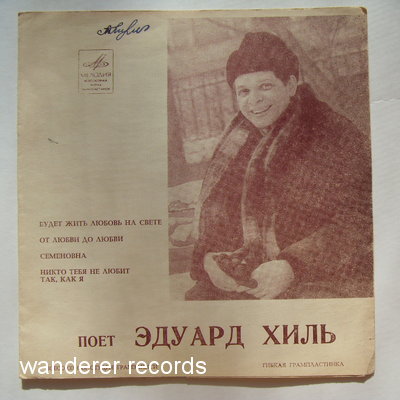 МЕЛОДИЯ
БУДЕТ ЖИТЬ ЛЮБОВЬ НА СВЕТЕ
ОТ ЛЮБВИ ДО ЛЮБВИ
СЕМЕНОВНА
НИКТО ТЕБЯ НЕ ЛЮБИТ
ТАК, КАК Я
ПОЕТ ЭДУАРД ХИЛЬ
wanderer records
ГИБКАЯ ГРАМПЛАСТИНКА